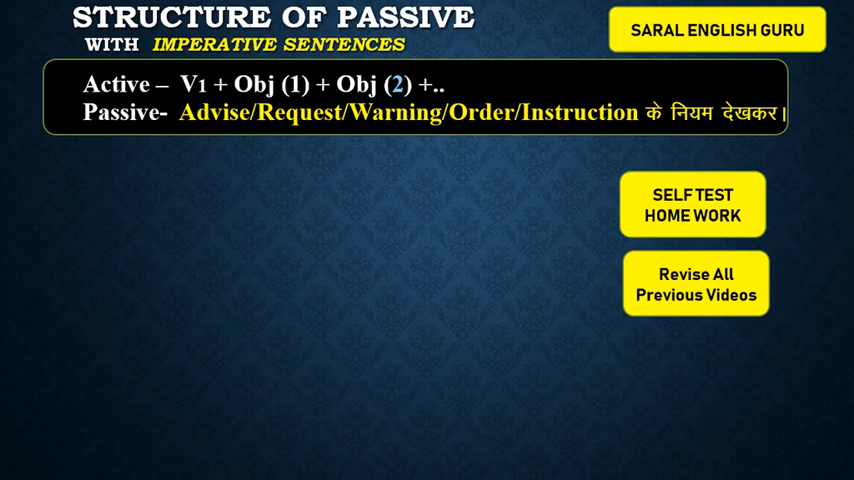 STRUCTURE OF PASSIVE
WITH IMPERATIVE SENTENCES
SARAL ENGLISH GURU
Active – V1 + Obj (1) + Obj (2) +..
Passive- Advise/Request/Warning/Order/Instruction के नियम देखकर।
SELF TEST
HOME WORK
Revise All
Previous Videos